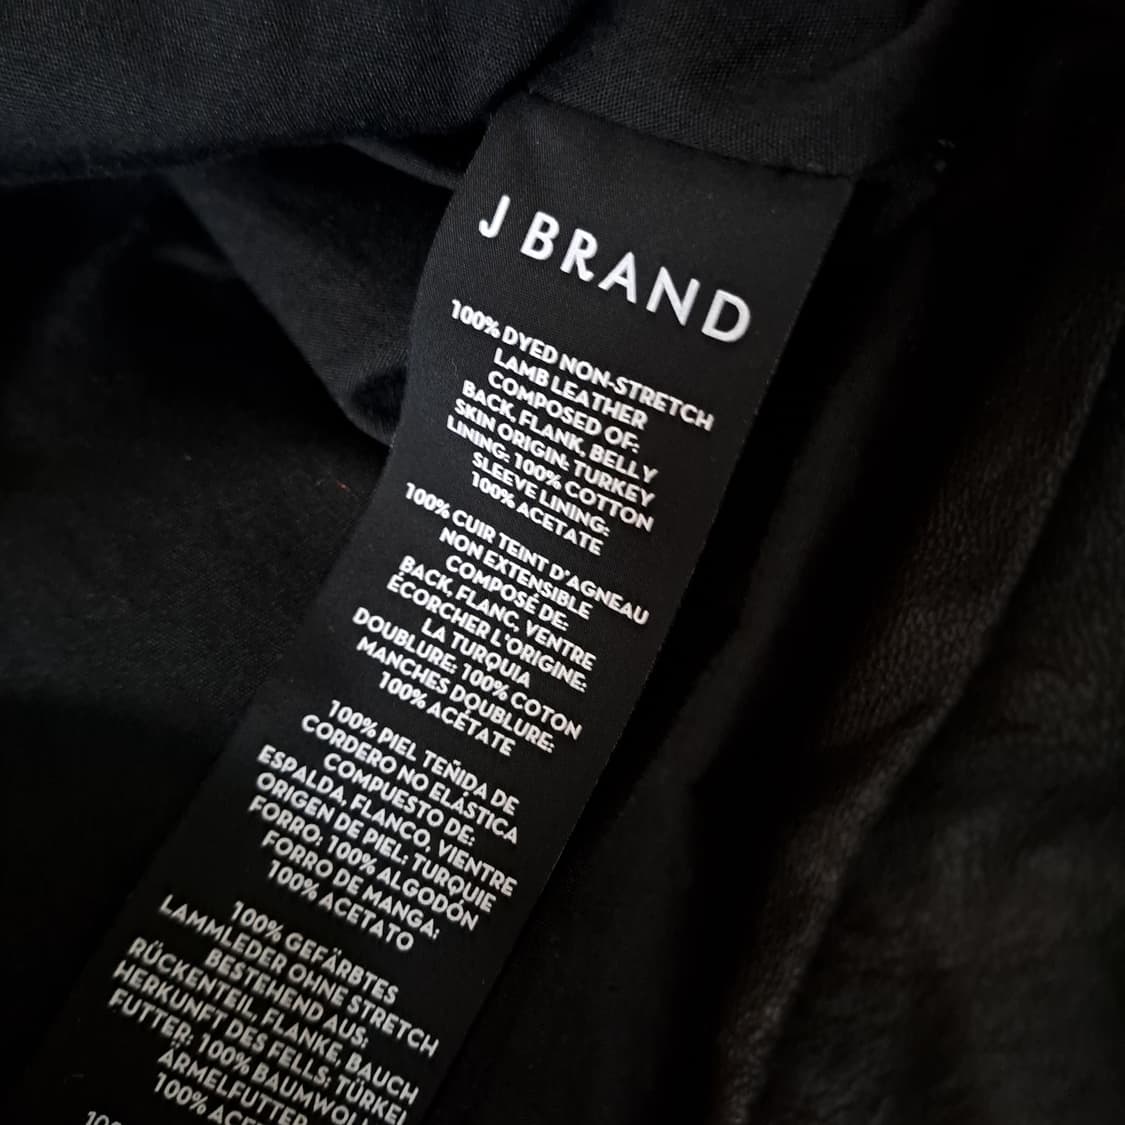 J BRAND
100% DYED NON-STRETCH
LAMB LEATHER
COMPOSED OF:
BACK, FLANK, BELLY
SKIN ORIGIN: TURKEY
LINING: 100% COTTON
SLEEVE LINING:
100% ACETATE
100% CUIR TEINT D'AGNEAU
NON EXTENSIBLE
COMPOSÉ DE:
BACK, FLANC, VENTRE
ÉCORCHER L'ORIGINE:
LA TURQUIA
DOUBLURE: 100% COTON
MANCHES DOUBLURE:
100% ACÉTATE
100% PIEL TEÑIDA DE
CORDERO NO ELÁSTICA
COMPUESTO DE:
ESPALDA, FLANCO, VIENTRE
ORIGEN DE PIEL: TURQUIE
FORRO: 100% ALGODÓN
FORRO DE MANGA:
100% ACETATO
100% GEFÄRBTES
LAMMLEDER OHNE STRETCH
BESTEHEND AUS:
RÜCKENTEIL, FLANKE, BAUCH
HERKUNFT DES FELLS: TÜRKEI
FUTTER: 100% BAUMWOL
ÄRMELFUTTER
100% ACE